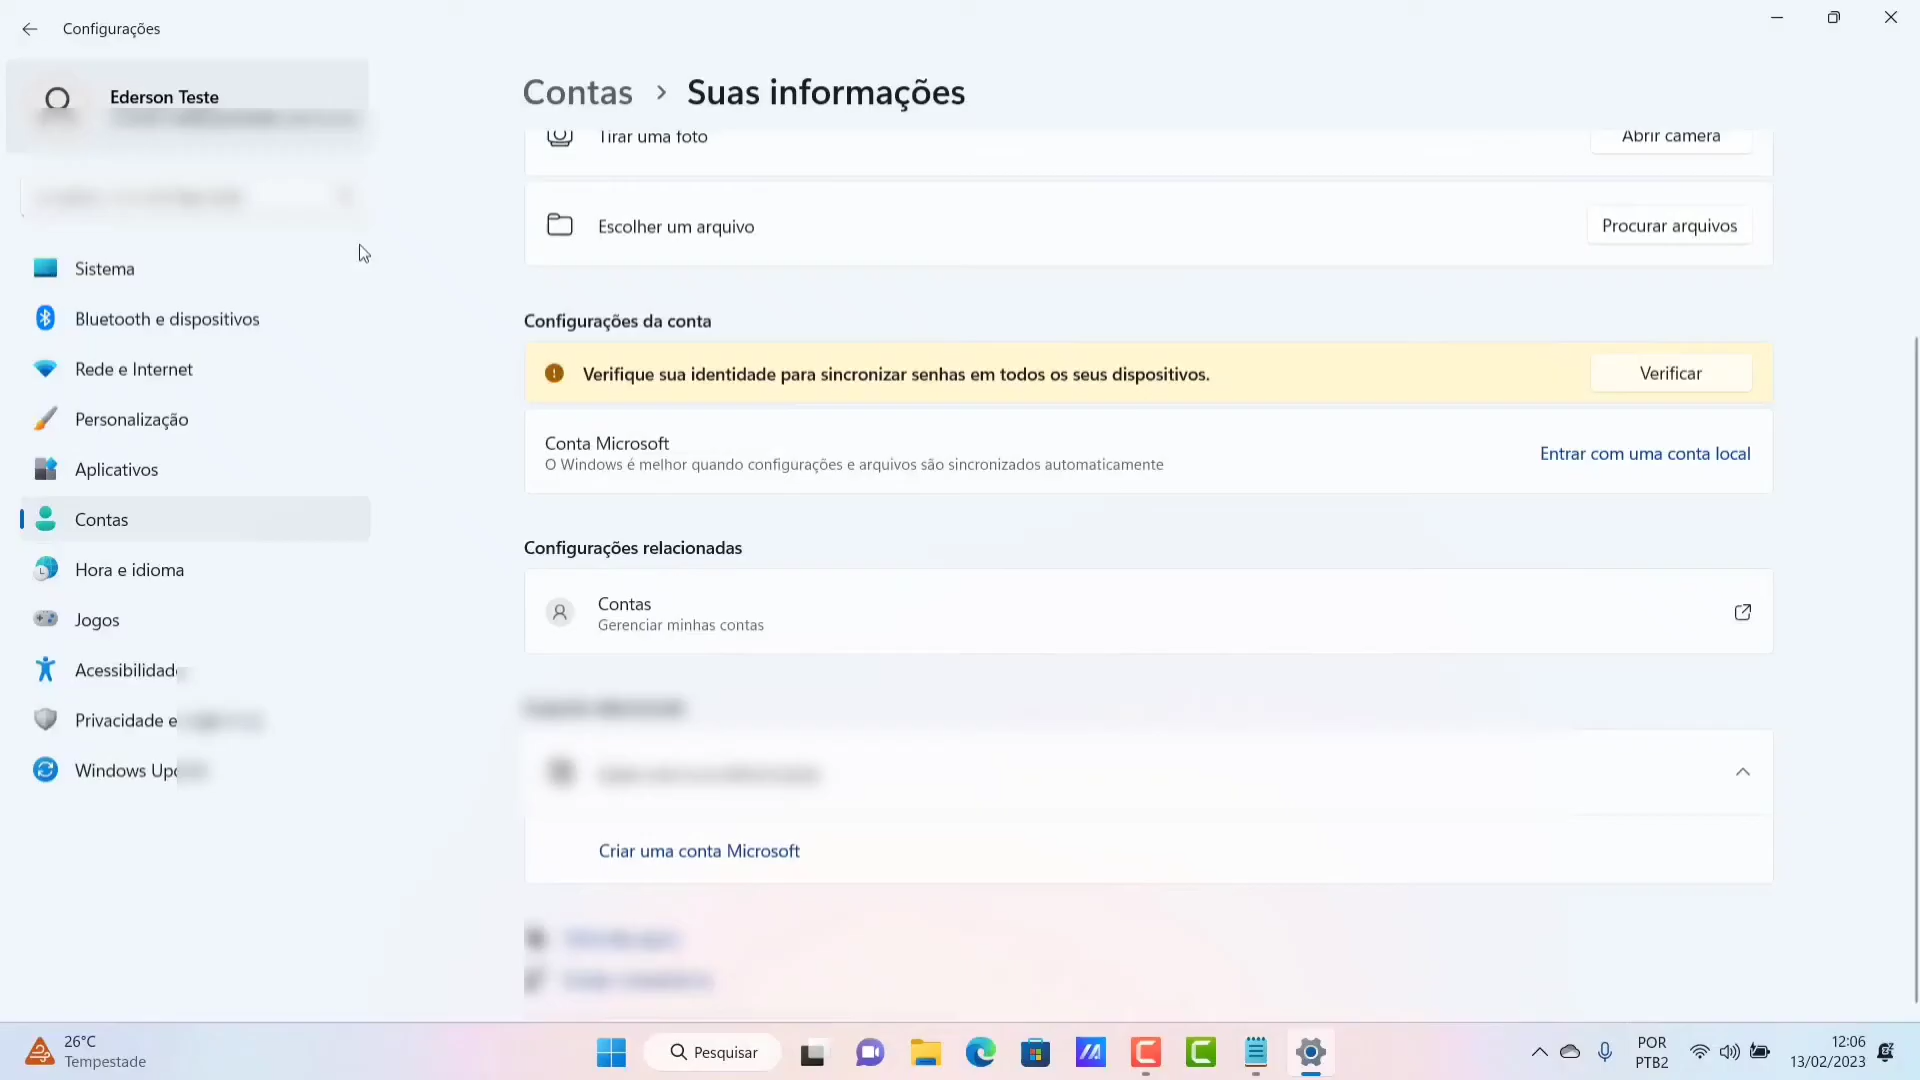 Configurações
Ederson Teste
Sistema
Bluetooth e dispositivos
Rede e Internet
Personalização
Aplicativos
Contas
Hora e idioma
Jogos
Acessibilidade
Privacidade e
Windows
Contas > Suas informações
Tirar uma foto
Abrir câmera
Escolher um arquivo
Procurar arquivos
Configurações da conta
Verifique sua identidade para sincronizar senhas em todos os seus dispositivos.
Verificar
Conta Microsoft
O Windows é melhor quando configurações e arquivos são sincronizados automaticamente
Entrar com uma conta local
Configurações relacionadas
Contas
Gerenciar minhas contas
Criar uma conta Microsoft
26°C
Tempestade
Pesquisar
POR
PTB2
12:06
13/02/2023